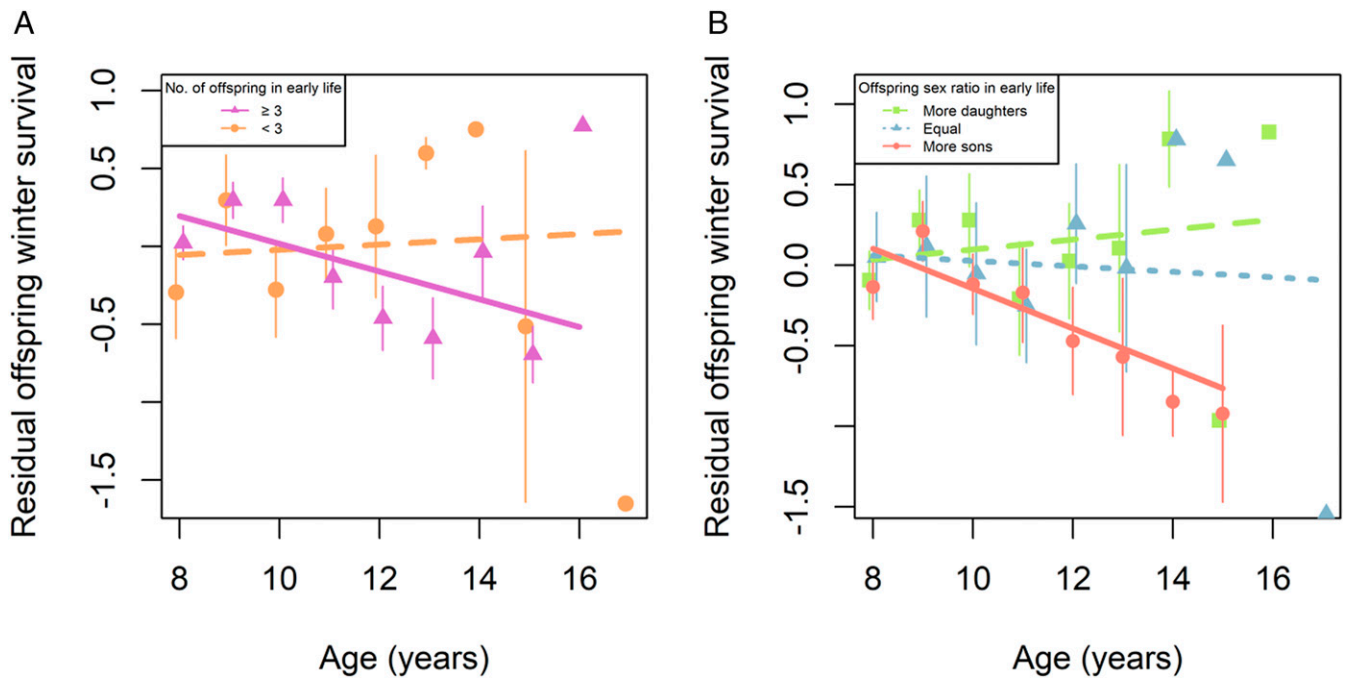 A
Residual offspring winter survival
1.0
0.5
-0.5
-1.5
No. of offspring in early life
≥ 3
< 3
8 10 12 14 16
Age (years)
B
Residual offspring winter survival
1.0
0.5
0.0
-0.5
-1.5
Offspring sex ratio in early life
More daughters
Equal
More sons
8 10 12 14 16
Age (years)